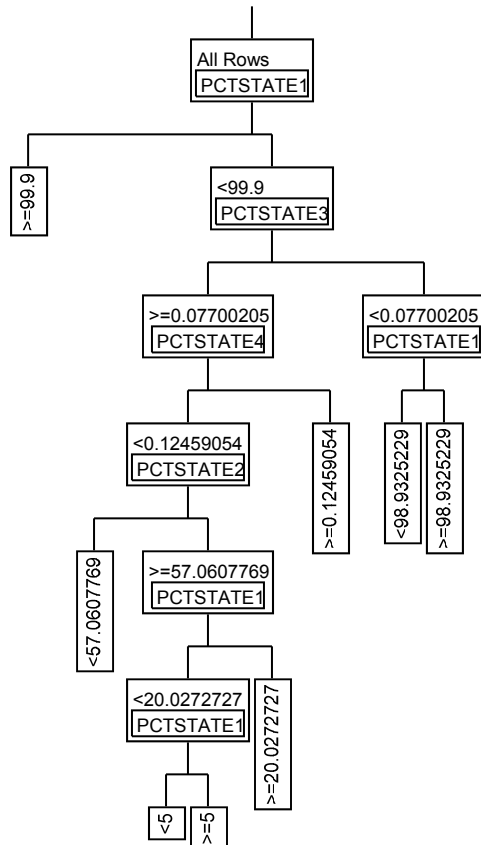 All Rows
PCTSTATE1
>=99.9
<99.9
PCTSTATE3
>=0.07700205
PCTSTATE4
<0.07700205
PCTSTATE1
<0.12459054
PCTSTATE2
>=0.12459054
<98.9325229
>=98.9325229
<57.0607769
>=57.0607769
PCTSTATE1
<20.0272727
PCTSTATE1
>=20.0272727
<5
>=5